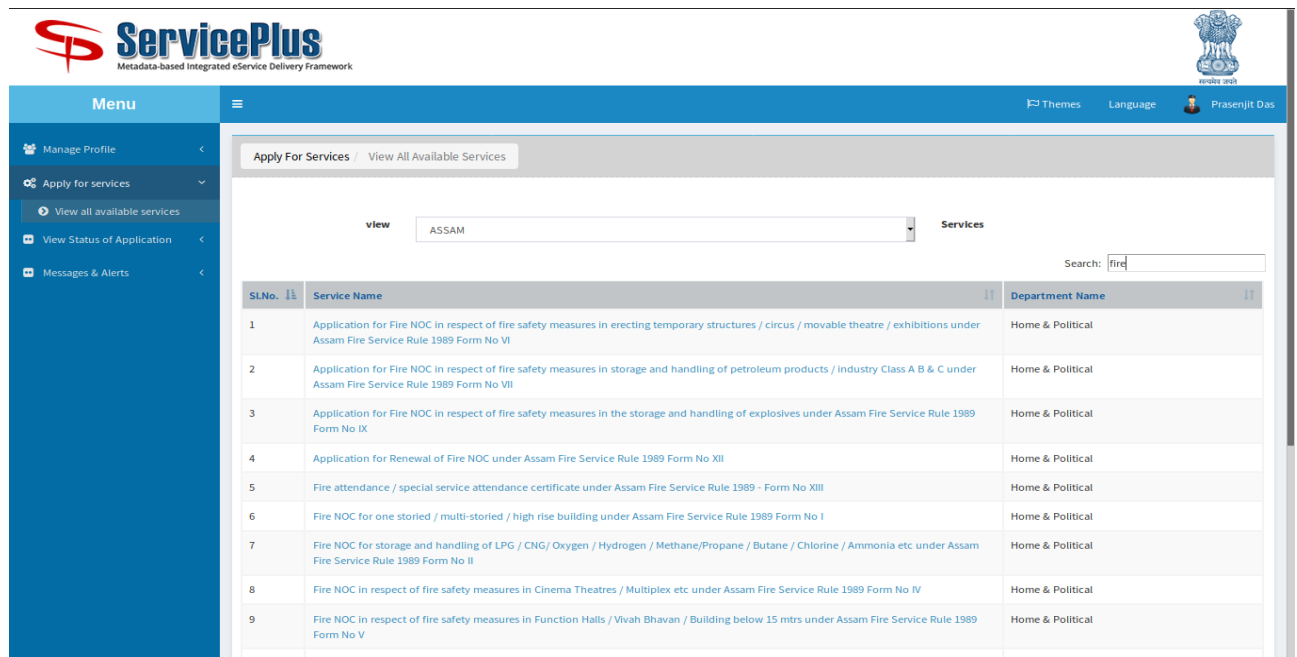 ServicePlus
Metadata-based Integrated eService Delivery Framework
सत्यमेव जयते
Menu
Themes Language Prasenjit Das
Manage Profile
Apply for services
View all available services
View Status of Application
Messages & Alerts
Apply For Services / View All Available Services
view ASSAM Services
Search: fire
Sl.No. Service Name Department Name
1 Application for Fire NOC in respect of fire safety measures in erecting temporary structures / circus / movable theatre / exhibitions under Home & Political
Assam Fire Service Rule 1989 Form No VI
2 Application for Fire NOC in respect of fire safety measures in storage and handling of petroleum products / industry Class A B & C under Home & Political
Assam Fire Service Rule 1989 Form No VII
3 Application for Fire NOC in respect of fire safety measures in the storage and handling of explosives under Assam Fire Service Rule 1989 Home & Political
Form No IX
4 Application for Renewal of Fire NOC under Assam Fire Service Rule 1989 Form No XII Home & Political
5 Fire attendance / special service attendance certificate under Assam Fire Service Rule 1989 - Form No XIII Home & Political
6 Fire NOC for one storied / multi-storied / high rise building under Assam Fire Service Rule 1989 Form No I Home & Political
7 Fire NOC for storage and handling of LPG / CNG/ Oxygen / Hydrogen / Methane/Propane / Butane / Chlorine / Ammonia etc under Assam Home & Political
Fire Service Rule 1989 Form No II
8 Fire NOC in respect of fire safety measures in Cinema Theatres / Multiplex etc under Assam Fire Service Rule 1989 Form No IV Home & Political
9 Fire NOC in respect of fire safety measures in Function Halls / Vivah Bhavan / Building below 15 mtrs under Assam Fire Service Rule 1989 Home & Political
Form No V